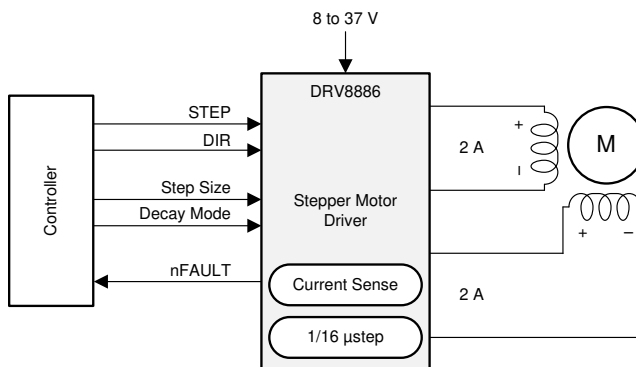 8 to 37 V
DRV8886
STEP
DIR
Step Size
Decay Mode
nFAULT
Controller
Stepper Motor
Driver
Current Sense
1/16 µstep
+
2 A
–
M
+ –
2 A